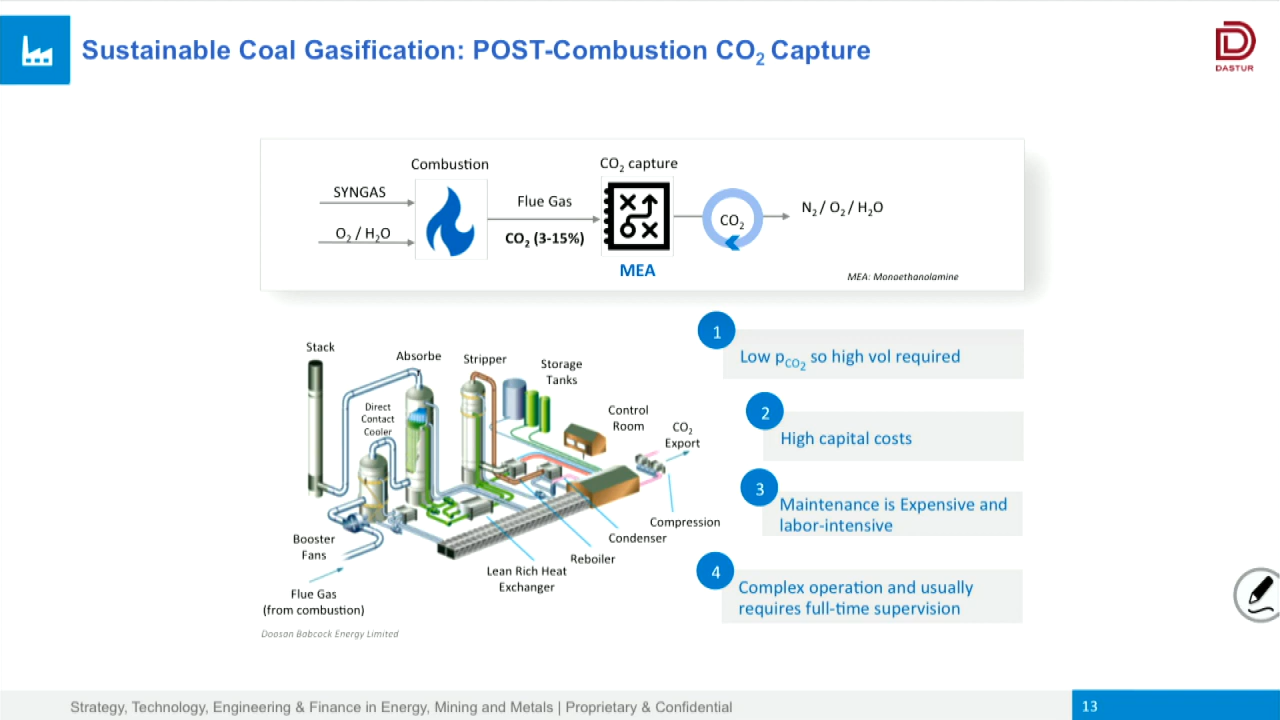 Sustainable Coal Gasification: POST-Combustion CO₂ Capture
DASTUR
Combustion
CO₂ capture
SYNGAS
O₂ / H₂O
Flue Gas
CO₂ (3-15%)
MEA
CO₂
N₂ / O₂ / H₂O
MEA: Monoethanolamine
Stack
Absorbe
Stripper
Storage
Tanks
Direct
Contact
Cooler
Control
Room
CO₂
Export
Booster
Fans
Compression
Condenser
Reboiler
Lean Rich Heat
Exchanger
Flue Gas
(from combustion)
Doosan Babcock Energy Limited
1
Low pCO₂ so high vol required
2
High capital costs
3
Maintenance is Expensive and
labor-intensive
4
Complex operation and usually
requires full-time supervision
Strategy, Technology, Engineering & Finance in Energy, Mining and Metals | Proprietary & Confidential
13